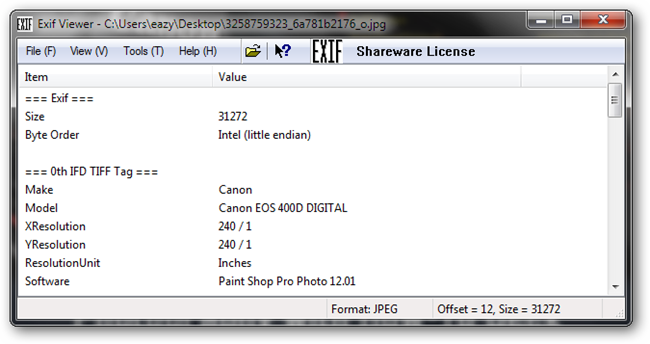 EXIF Exif Viewer - C:\Users\eazy\Desktop\3258759323_6a781b2176_o.jpg
File (F) View (V) Tools (T) Help (H) ? EXIF Shareware License
Item Value
=== Exif ===
Size 31272
Byte Order Intel (little endian)
=== 0th IFD TIFF Tag ===
Make Canon
Model Canon EOS 400D DIGITAL
XResolution 240 / 1
YResolution 240 / 1
ResolutionUnit Inches
Software Paint Shop Pro Photo 12.01
Format: JPEG Offset = 12, Size = 31272